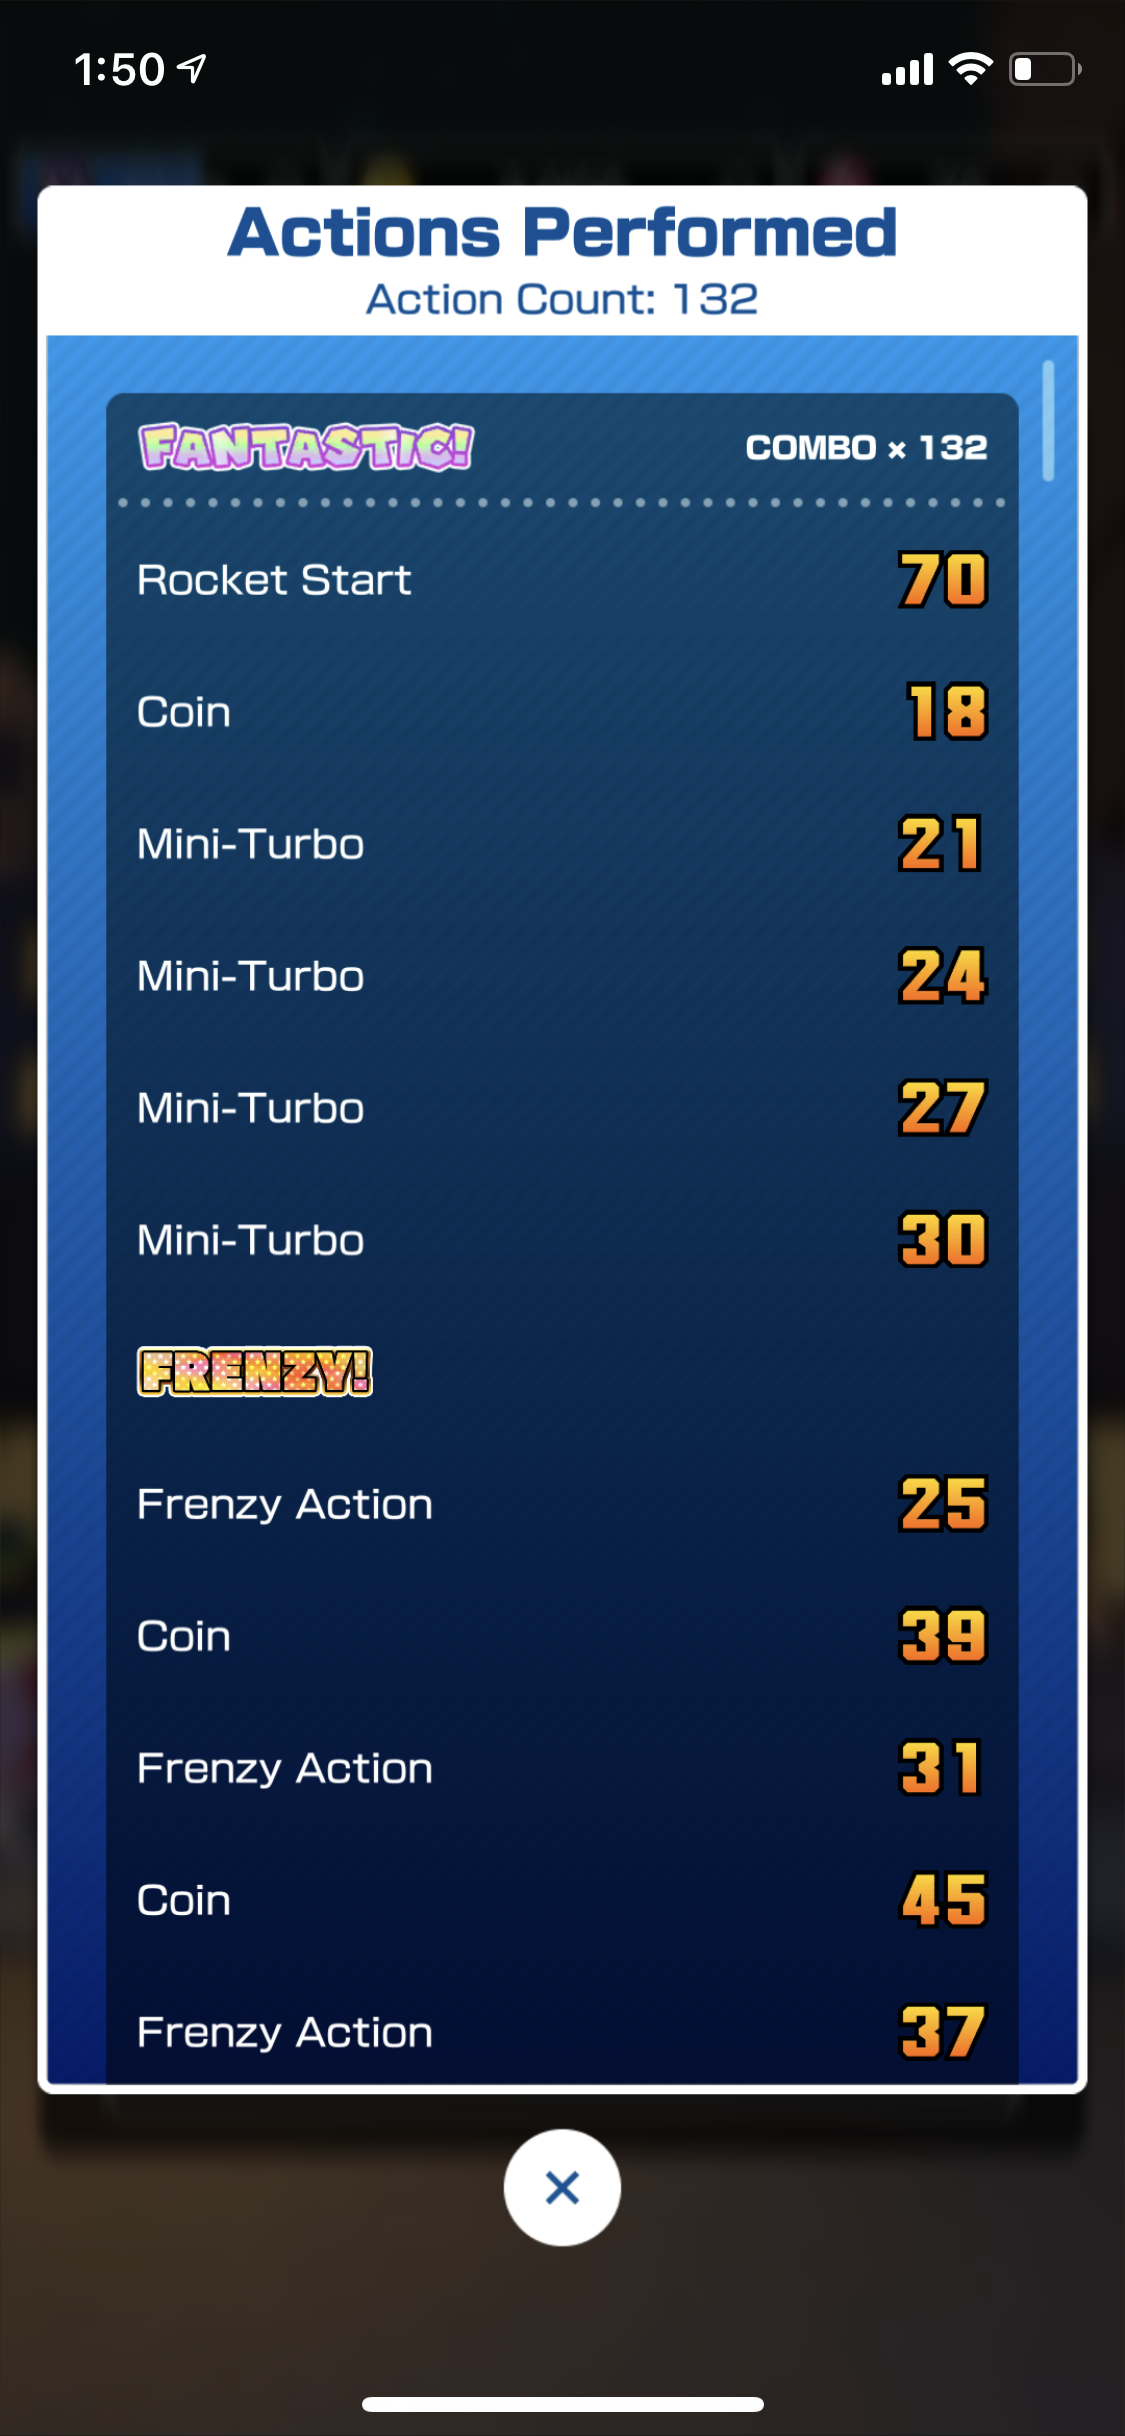 1:50
Actions Performed
Action Count: 132
FANTASTIC! COMBO × 132
Rocket Start 70
Coin 18
Mini-Turbo 21
Mini-Turbo 24
Mini-Turbo 27
Mini-Turbo 30
FRENZY!
Frenzy Action 25
Coin 39
Frenzy Action 31
Coin 45
Frenzy Action 37